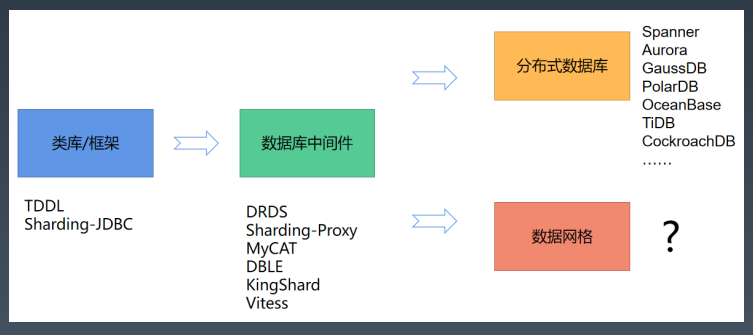 类库/框架
TDDL
Sharding-JDBC
数据库中间件
DRDS
Sharding-Proxy
MyCAT
DBLE
KingShard
Vitess
分布式数据库
Spanner
Aurora
GaussDB
PolarDB
OceanBase
TiDB
CockroachDB
……
数据网格
?